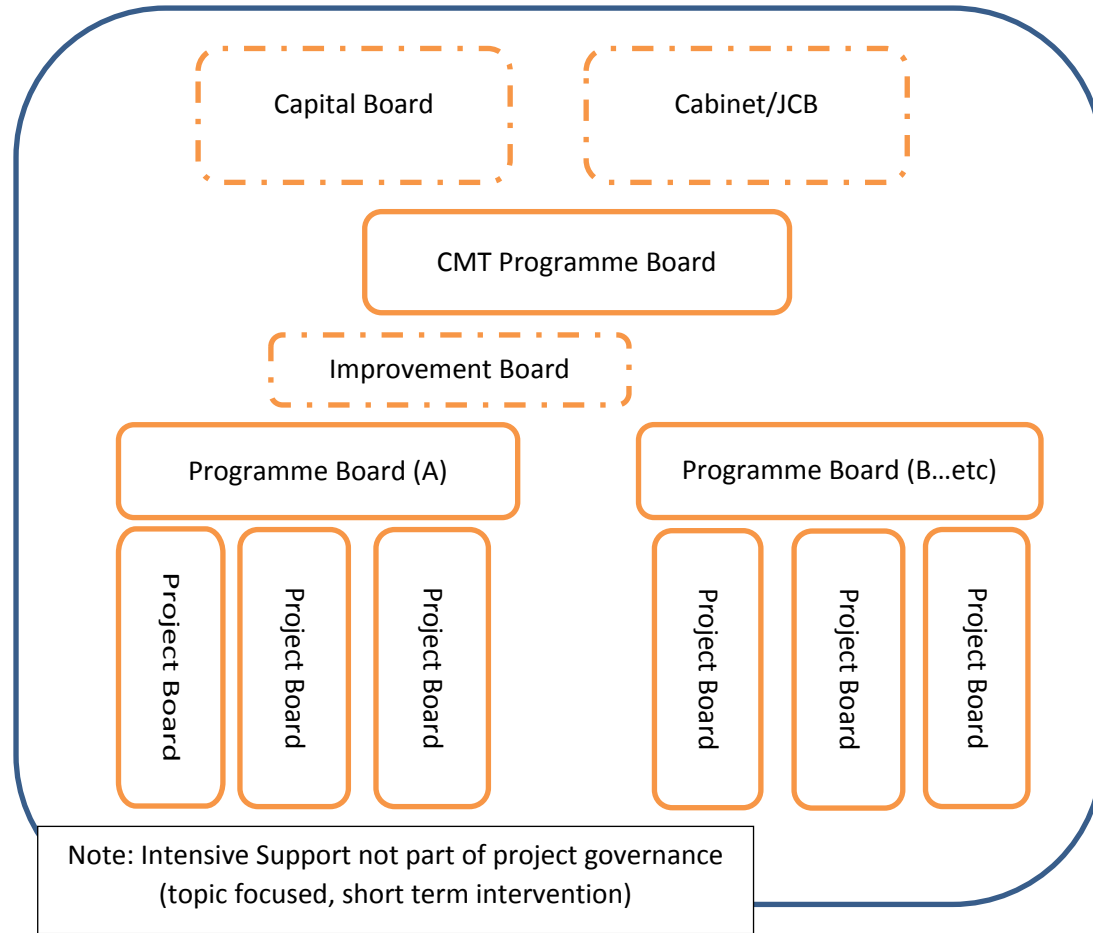 Capital Board
Cabinet/JCB
CMT Programme Board
Improvement Board
Programme Board (A)
Programme Board (B...etc)
Project Board
Project Board
Project Board
Project Board
Project Board
Project Board
Note: Intensive Support not part of project governance
(topic focused, short term intervention)